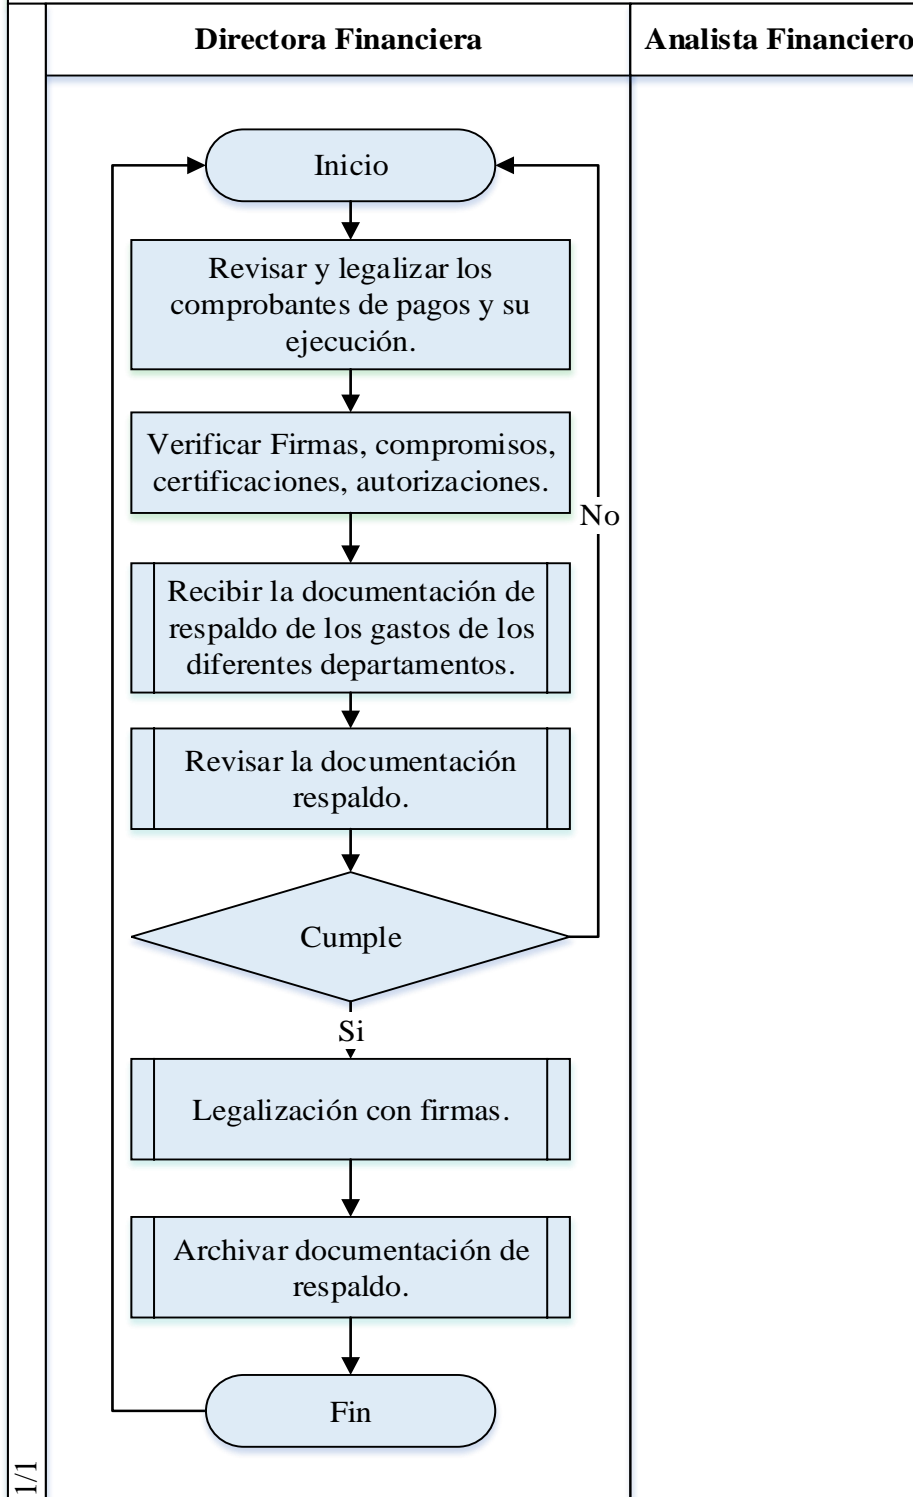 Directora Financiera
Analista Financiero
Inicio
Revisar y legalizar los
comprobantes de pagos y su
ejecución.
Verificar Firmas, compromisos,
certificaciones, autorizaciones.
No
Recibir la documentación de
respaldo de los gastos de los
diferentes departamentos.
Revisar la documentación
respaldo.
Cumple
Si
Legalización con firmas.
Archivar documentación de
respaldo.
Fin
1/1